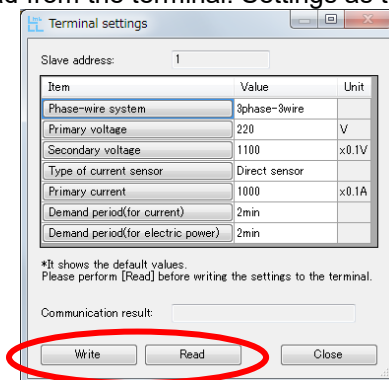 d from the terminal. Settings as t
Terminal settings
Slave address: 1
Item Value Unit
Phase-wire system 3phase-3wire
Primary voltage 220 V
Secondary voltage 1100 ×0.1V
Type of current sensor Direct sensor
Primary current 1000 ×0.1A
Demand period(for current) 2min
Demand period(for electric power) 2min
*It shows the default values.
Please perform [Read] before writing the settings to the terminal.
Communication result:
Write Read Close